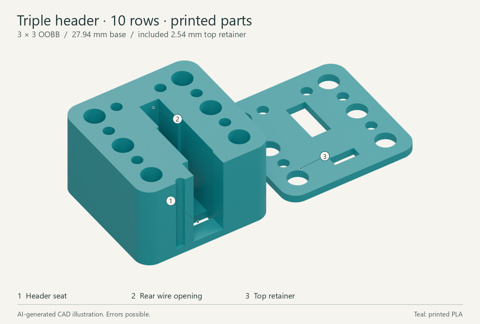 Triple header · 10 rows · printed parts
3 × 3 OOBB / 27.94 mm base / included 2.54 mm top retainer
2
3
1
1 Header seat 2 Rear wire opening 3 Top retainer
AI-generated CAD illustration. Errors possible. Teal: printed PLA